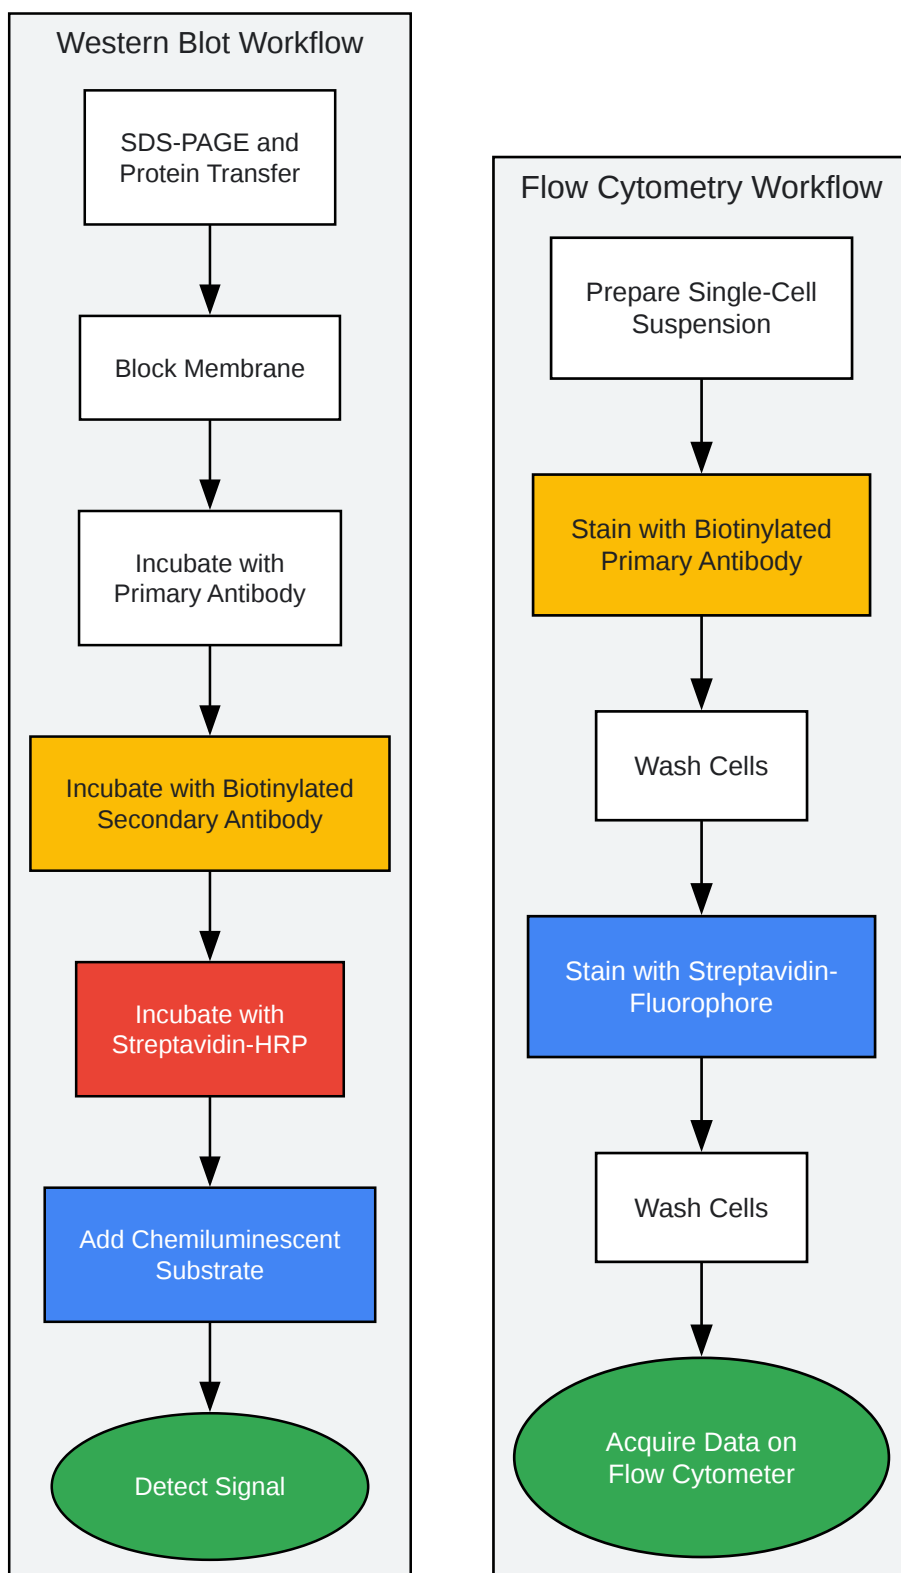 Western Blot Workflow
SDS-PAGE and
Protein Transfer
Block Membrane
Incubate with
Primary Antibody
Incubate with Biotinylated
Secondary Antibody
Incubate with
Streptavidin-HRP
Add Chemiluminescent
Substrate
Detect Signal
Flow Cytometry Workflow
Prepare Single-Cell
Suspension
Stain with Biotinylated
Primary Antibody
Wash Cells
Stain with Streptavidin-
Fluorophore
Wash Cells
Acquire Data on
Flow Cytometer